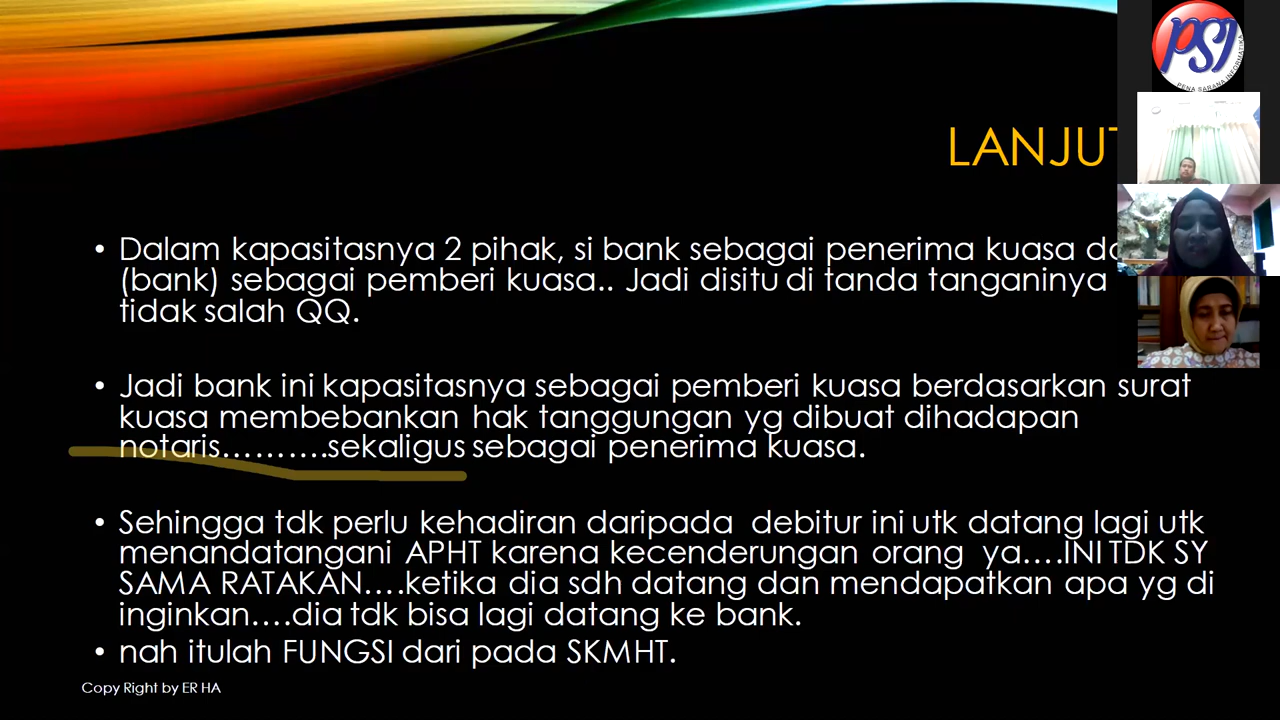 PSI
PENA SARANA INFORMATIKA
LANJUT
• Dalam kapasitasnya 2 pihak, si bank sebagai penerima kuasa
(bank) sebagai pemberi kuasa.. Jadi disitu di tanda tanganinya
tidak salah QQ.
• Jadi bank ini kapasitasnya sebagai pemberi kuasa berdasarkan surat
kuasa membebankan hak tanggungan yg dibuat dihadapan
notaris……….sekaligus sebagai penerima kuasa.
• Sehingga tdk perlu kehadiran daripada debitur ini utk datang lagi utk
menandatangani APHT karena kecenderungan orang ya….INI TDK SY
SAMA RATAKAN….ketika dia sdh datang dan mendapatkan apa yg di
inginkan….dia tdk bisa lagi datang ke bank.
• nah itulah FUNGSI dari pada SKMHT.
Copy Right by ER HA